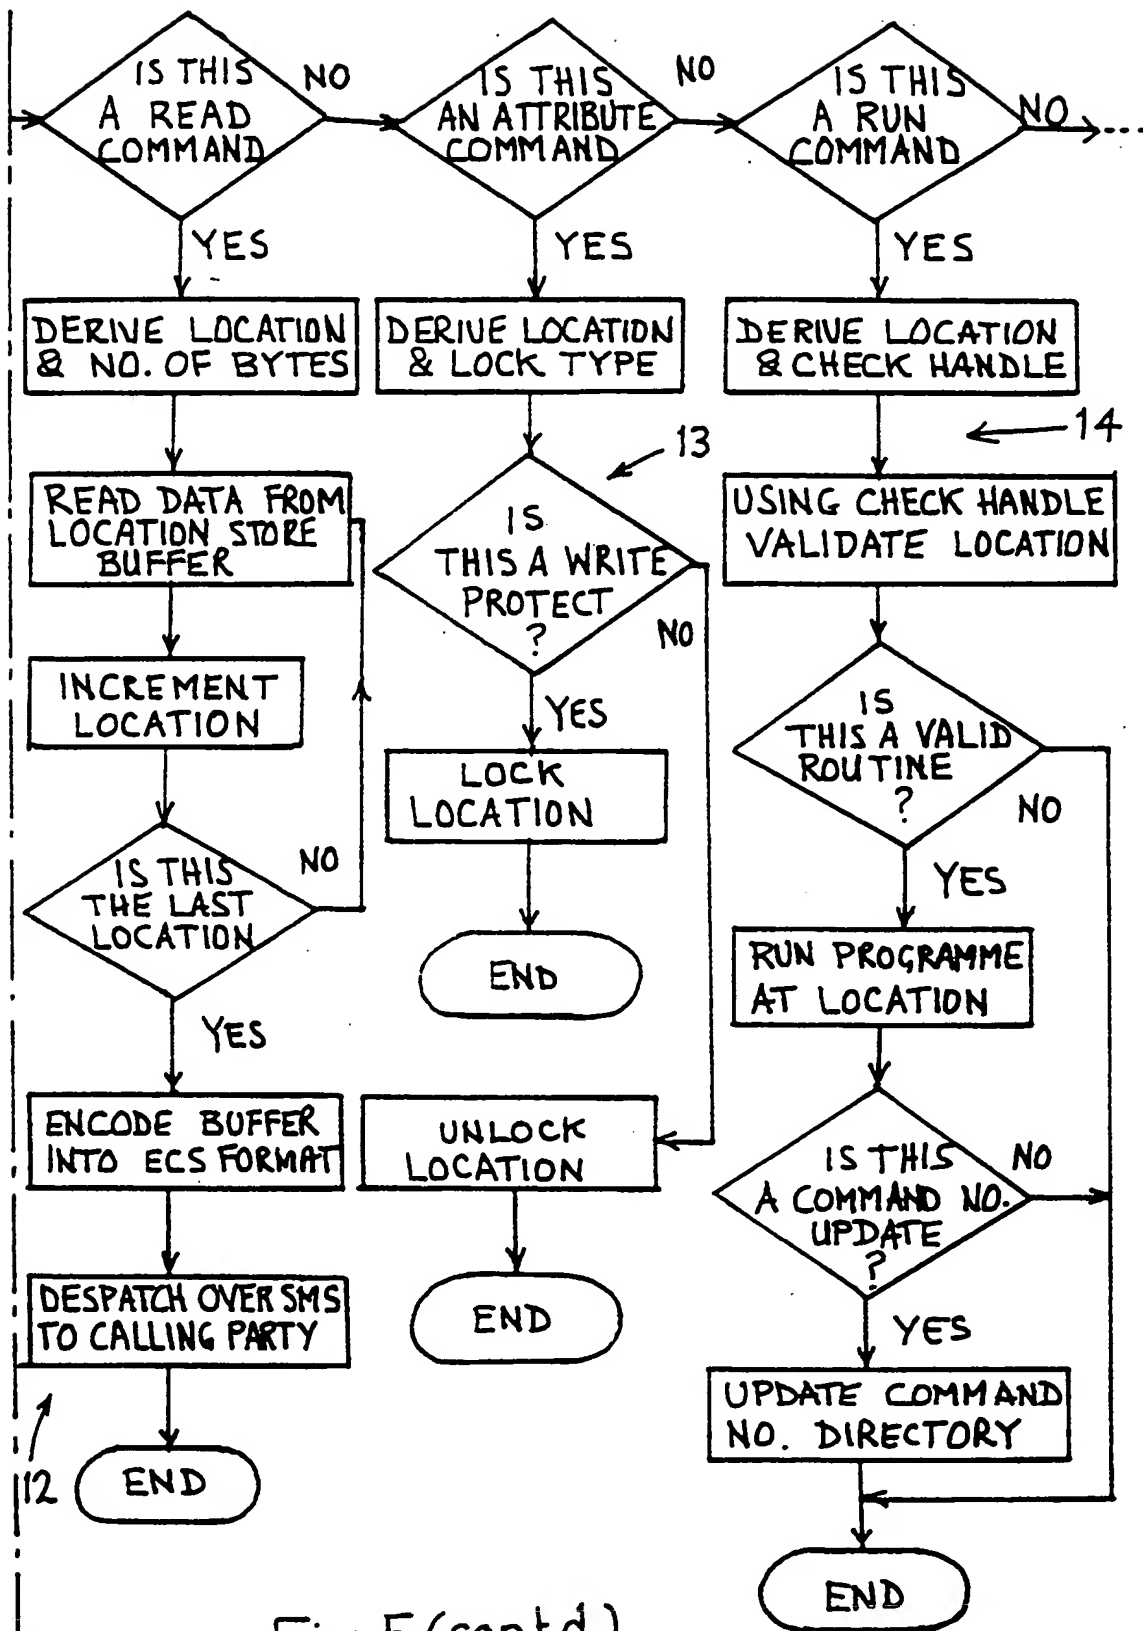 IS THIS
A READ
COMMAND
NO
IS THIS
AN ATTRIBUTE
COMMAND
NO
IS THIS
A RUN
COMMAND
NO
YES
YES
YES
DERIVE LOCATION
& NO. OF BYTES
DERIVE LOCATION
& LOCK TYPE
DERIVE LOCATION
& CHECK HANDLE
13
14
READ DATA FROM
LOCATION STORE
BUFFER
IS
THIS A WRITE
PROTECT
?
NO
YES
USING CHECK HANDLE
VALIDATE LOCATION
INCREMENT
LOCATION
LOCK
LOCATION
IS
THIS A VALID
ROUTINE
?
NO
YES
IS THIS
THE LAST
LOCATION
NO
YES
END
RUN PROGRAMME
AT LOCATION
ENCODE BUFFER
INTO ECS FORMAT
UNLOCK
LOCATION
IS THIS
A COMMAND NO.
UPDATE
?
NO
YES
DESPATCH OVER SMS
TO CALLING PARTY
END
UPDATE COMMAND
NO. DIRECTORY
12
END
END
Fig. 5 (cont'd.)